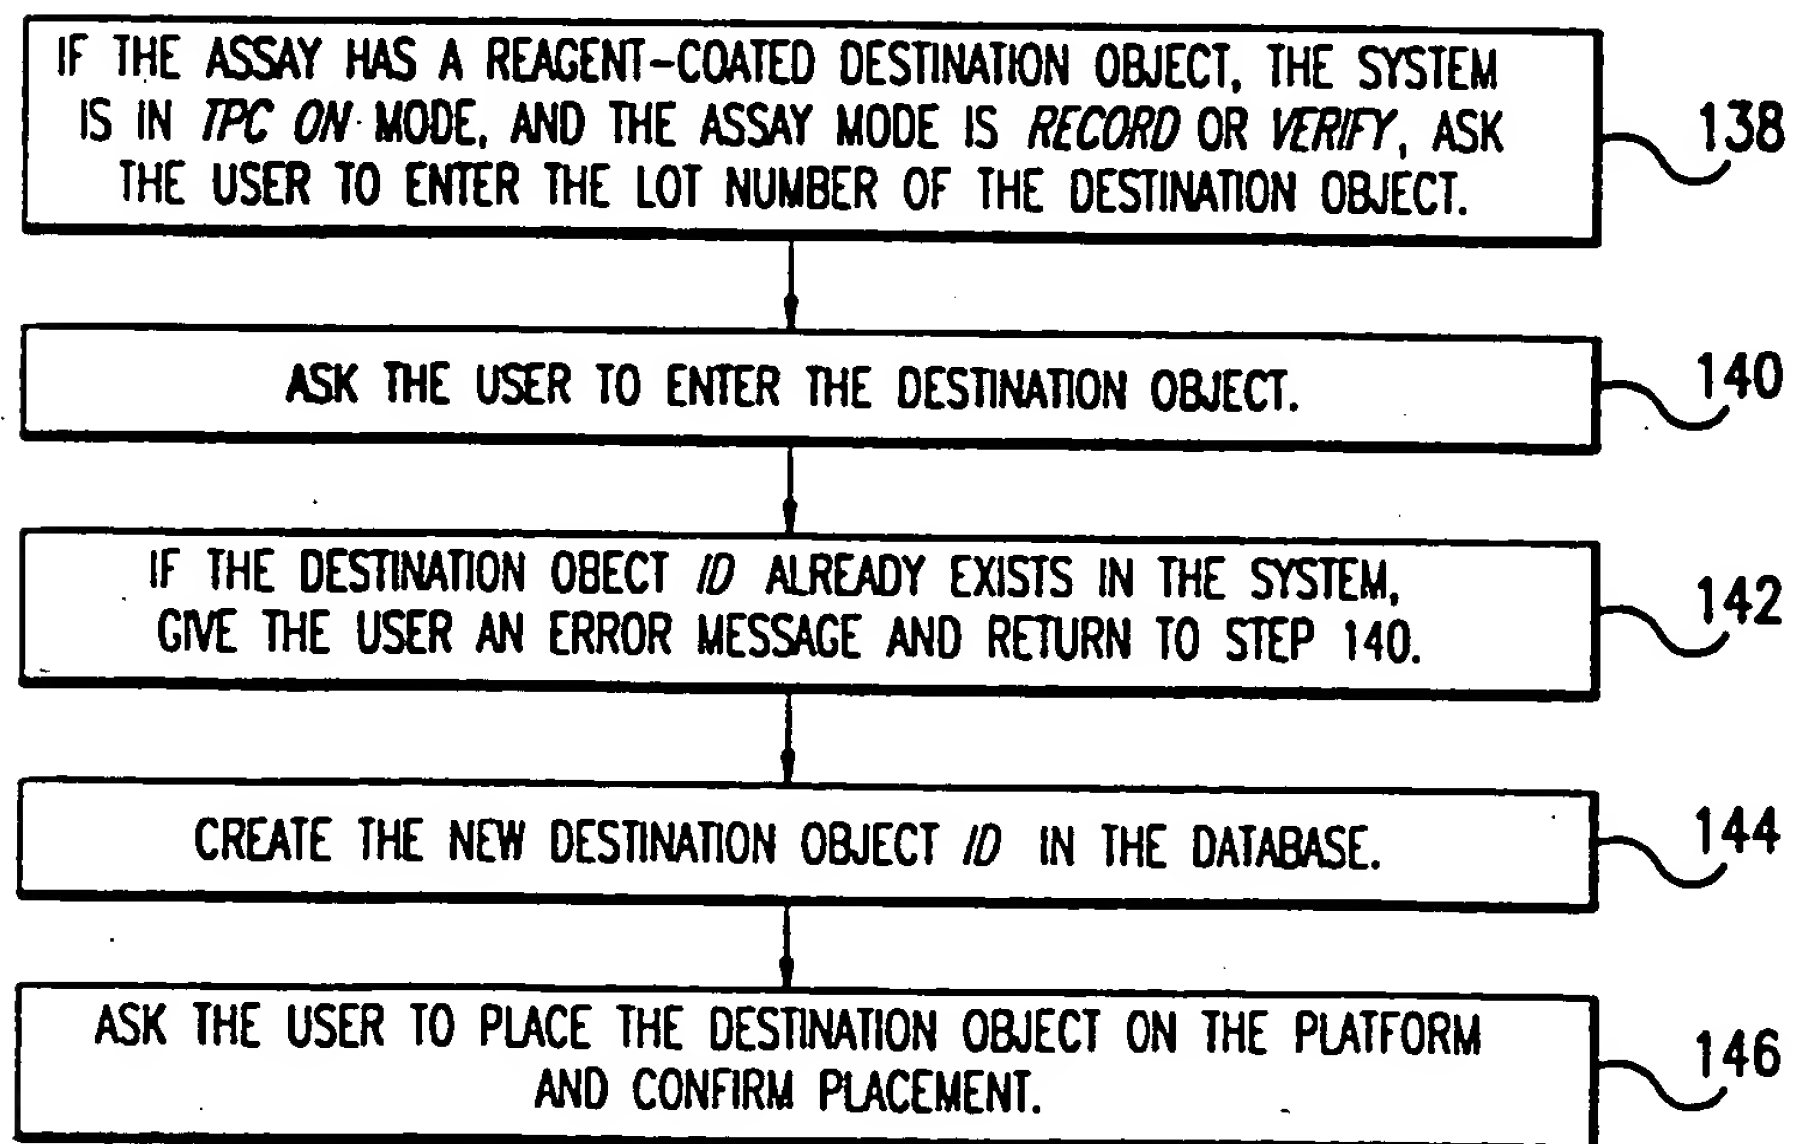 IF THE ASSAY HAS A REAGENT-COATED DESTINATION OBJECT, THE SYSTEM
IS IN TPC ON MODE, AND THE ASSAY MODE IS RECORD OR VERIFY, ASK
THE USER TO ENTER THE LOT NUMBER OF THE DESTINATION OBJECT.
138
ASK THE USER TO ENTER THE DESTINATION OBJECT.
140
IF THE DESTINATION OBECT ID ALREADY EXISTS IN THE SYSTEM,
GIVE THE USER AN ERROR MESSAGE AND RETURN TO STEP 140.
142
CREATE THE NEW DESTINATION OBJECT ID IN THE DATABASE.
144
ASK THE USER TO PLACE THE DESTINATION OBJECT ON THE PLATFORM
AND CONFIRM PLACEMENT.
146